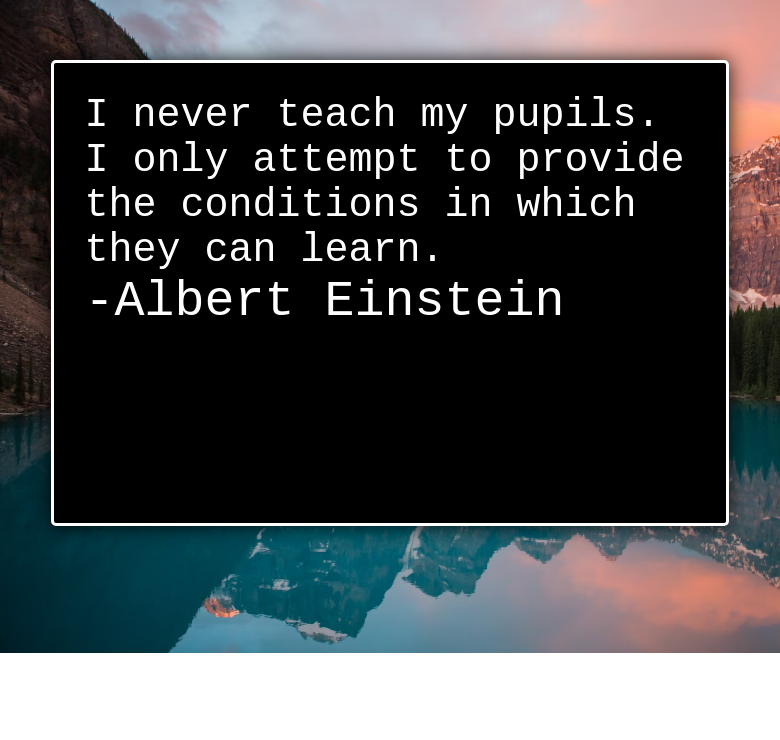 I never teach my pupils.
I only attempt to provide
the conditions in which
they can learn.
-Albert Einstein